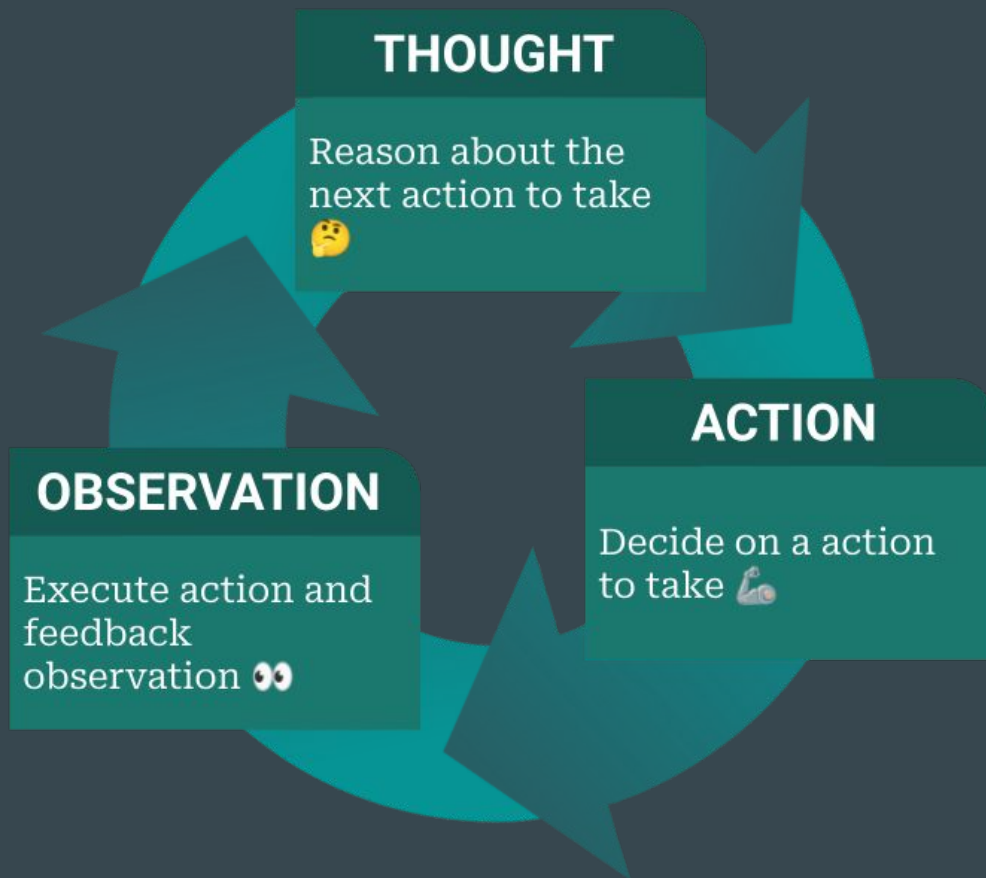 THOUGHT
Reason about the
next action to take
🤔
ACTION
Decide on a action
to take 🦾
OBSERVATION
Execute action and
feedback
observation 👀